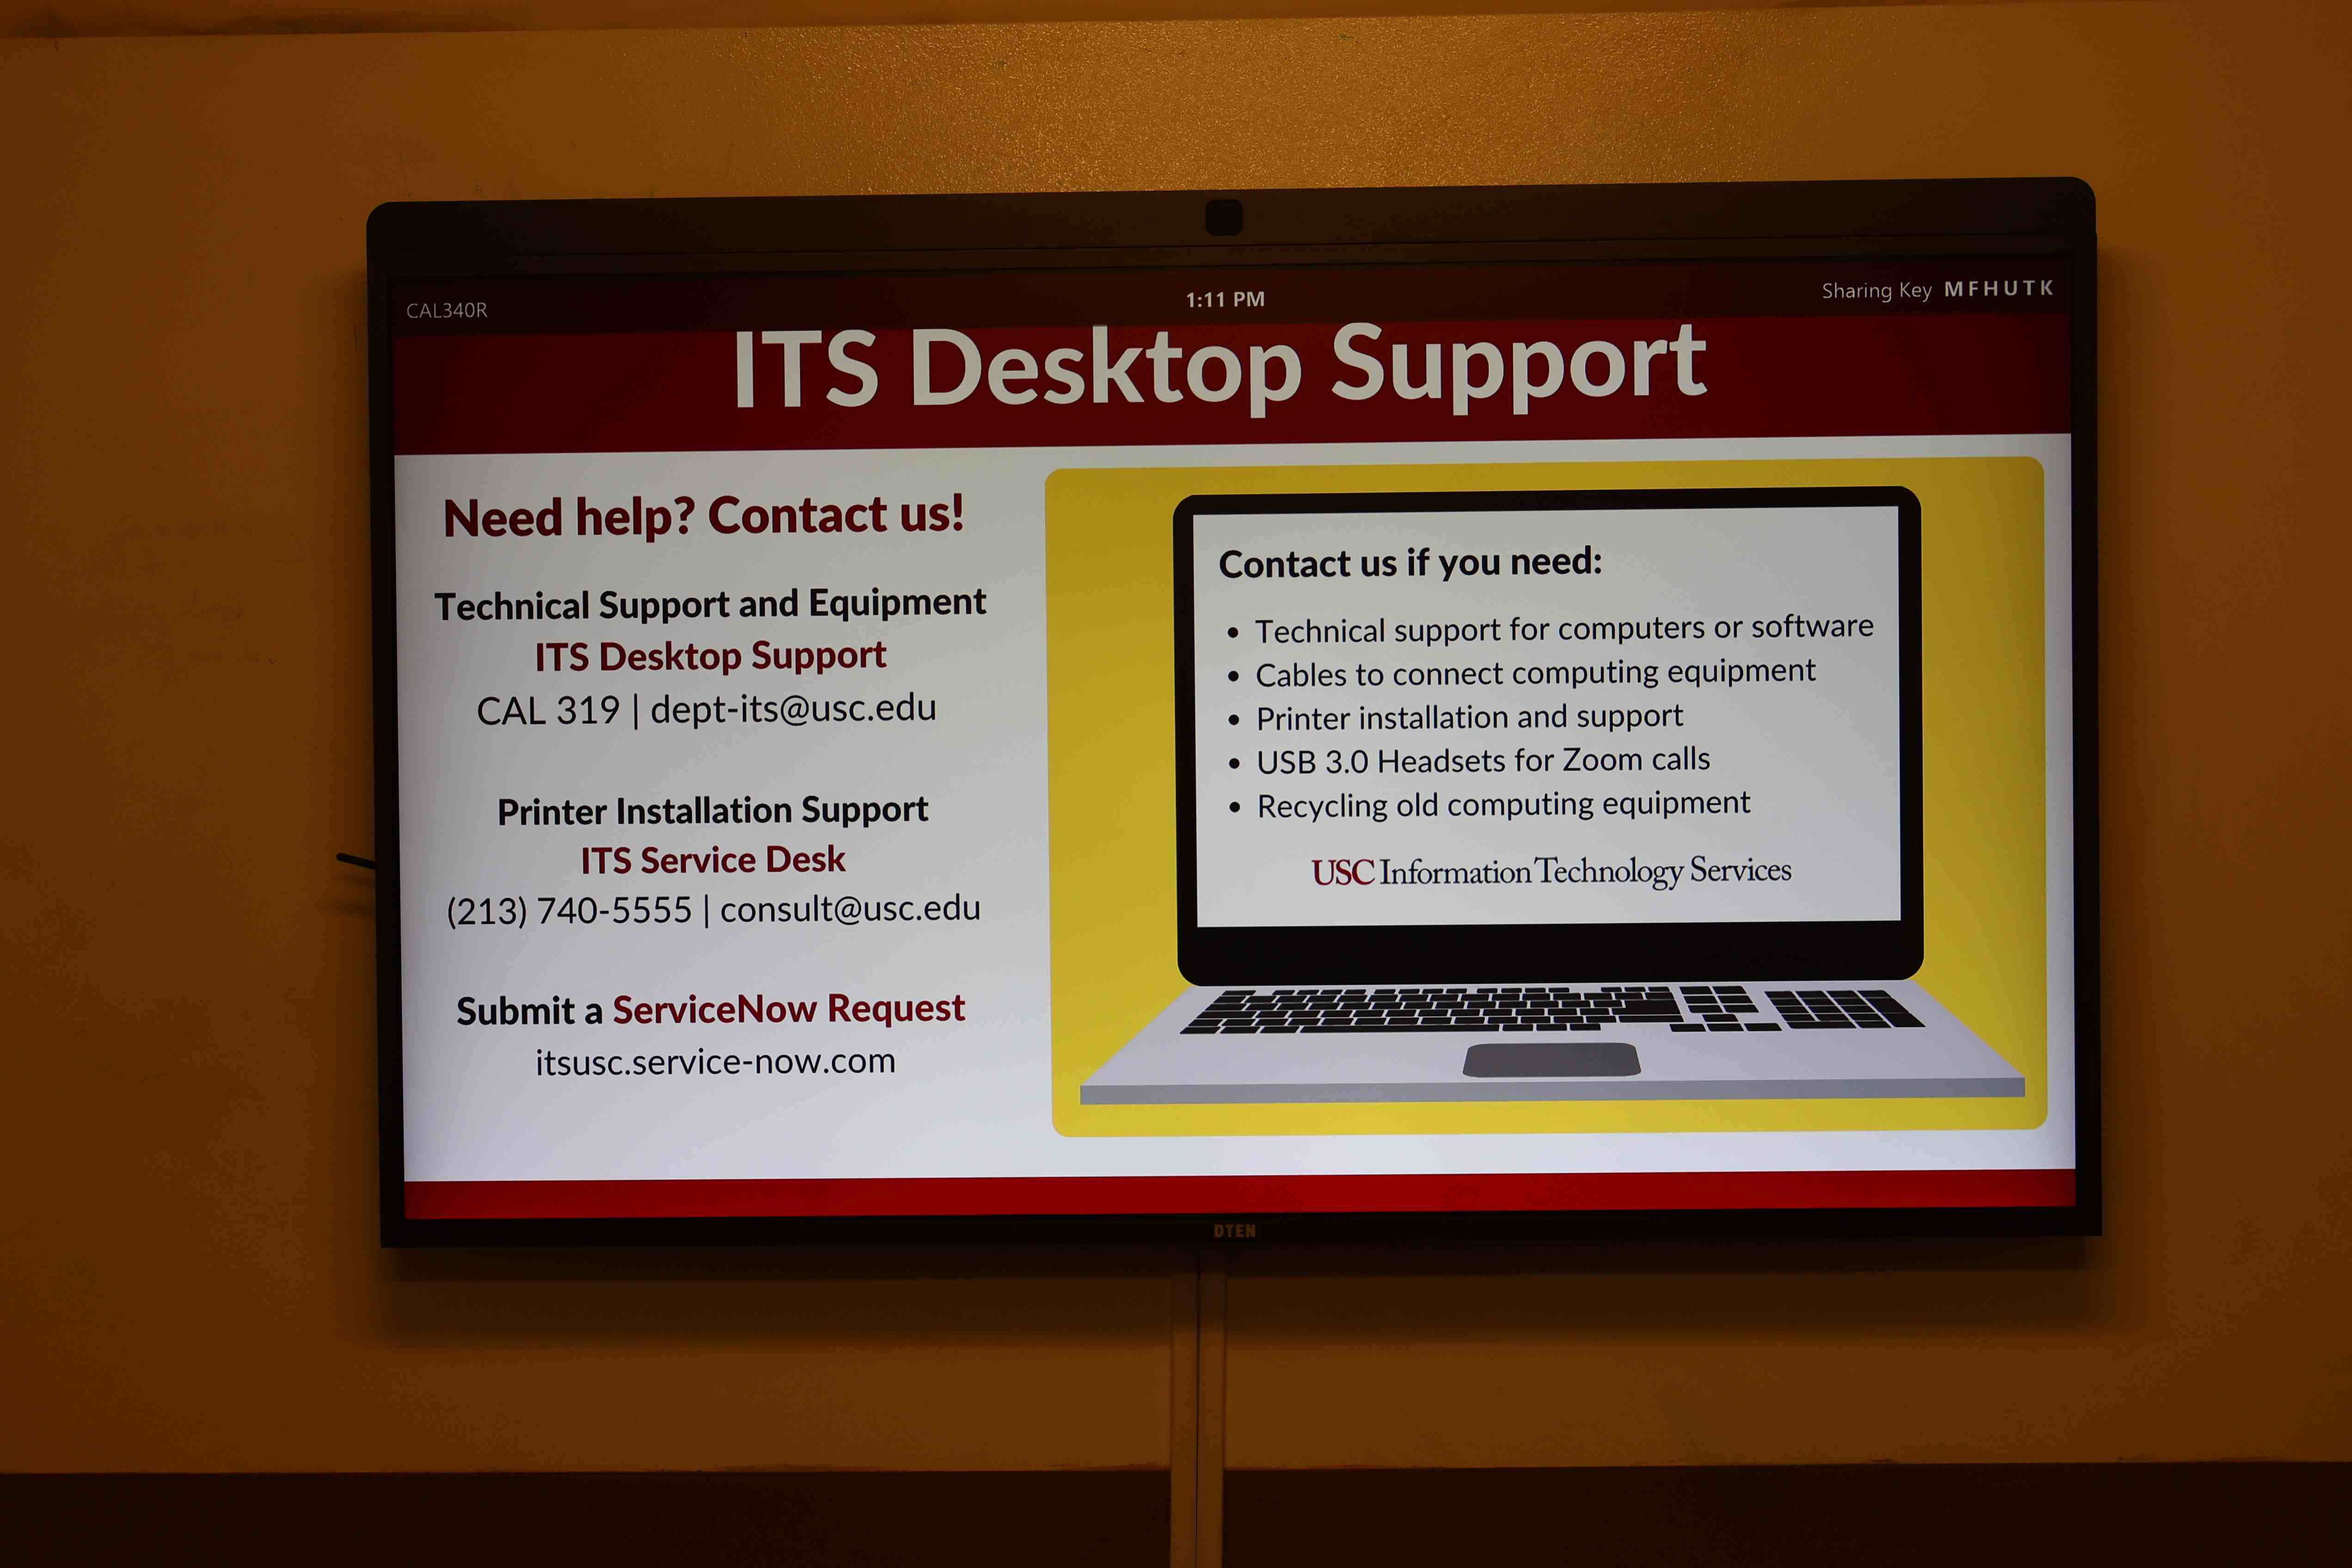 CAL340R
1:11 PM
Sharing Key MFHUTK
ITS Desktop Support
Need help? Contact us!
Technical Support and Equipment
ITS Desktop Support
CAL 319 | dept-its@usc.edu
Printer Installation Support
ITS Service Desk
(213) 740-5555 | consult@usc.edu
Submit a ServiceNow Request
itsusc.service-now.com
Contact us if you need:
• Technical support for computers or software
• Cables to connect computing equipment
• Printer installation and support
• USB 3.0 Headsets for Zoom calls
• Recycling old computing equipment
USC Information Technology Services
DTEN